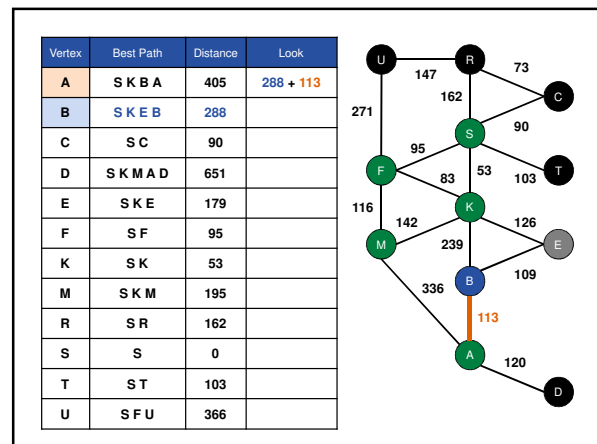 Vertex Best Path Distance Look
A S K B A 405 288 + 113
B S K E B 288
C S C 90
D S K M A D 651
E S K E 179
F S F 95
K S K 53
M S K M 195
R S R 162
S S 0
T S T 103
U S F U 366
U R
147 73
C
271 162
90
S
95
F 53 103 T
83
116 K
142 126
M 239 E
109
336 B
113
A
120
D